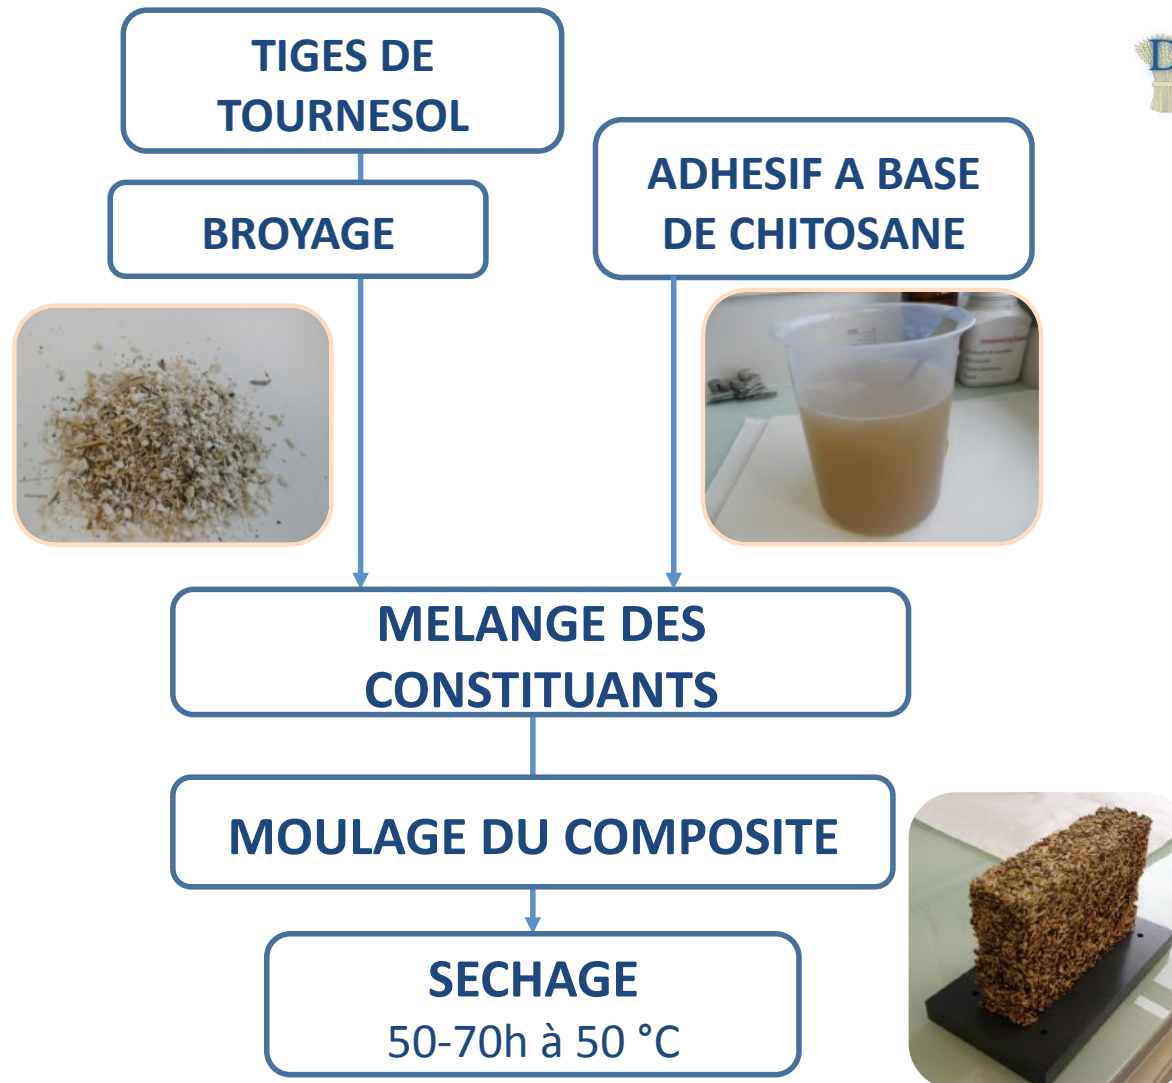 TIGES DE
TOURNESOL
BROYAGE
ADHESIF A BASE
DE CHITOSANE
MELANGE DES
CONSTITUANTS
MOULAGE DU COMPOSITE
SECHAGE
50-70h à 50 °C
D